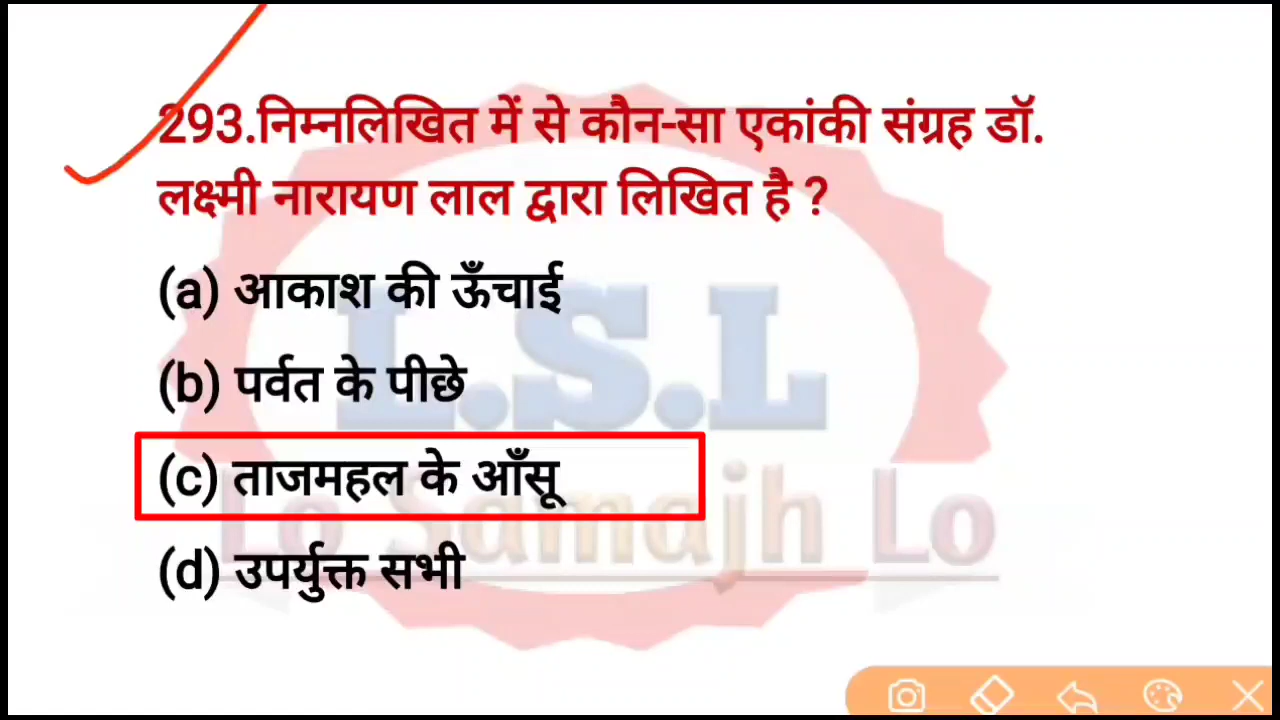 293.निम्नलिखित में से कौन-सा एकांकी संग्रह डॉ.
लक्ष्मी नारायण लाल द्वारा लिखित है ?
(a) आकाश की ऊँचाई
(b) पर्वत के पीछे
(c) ताजमहल के आँसू
(d) उपर्युक्त सभी
L.S.L
Lo Samajh Lo